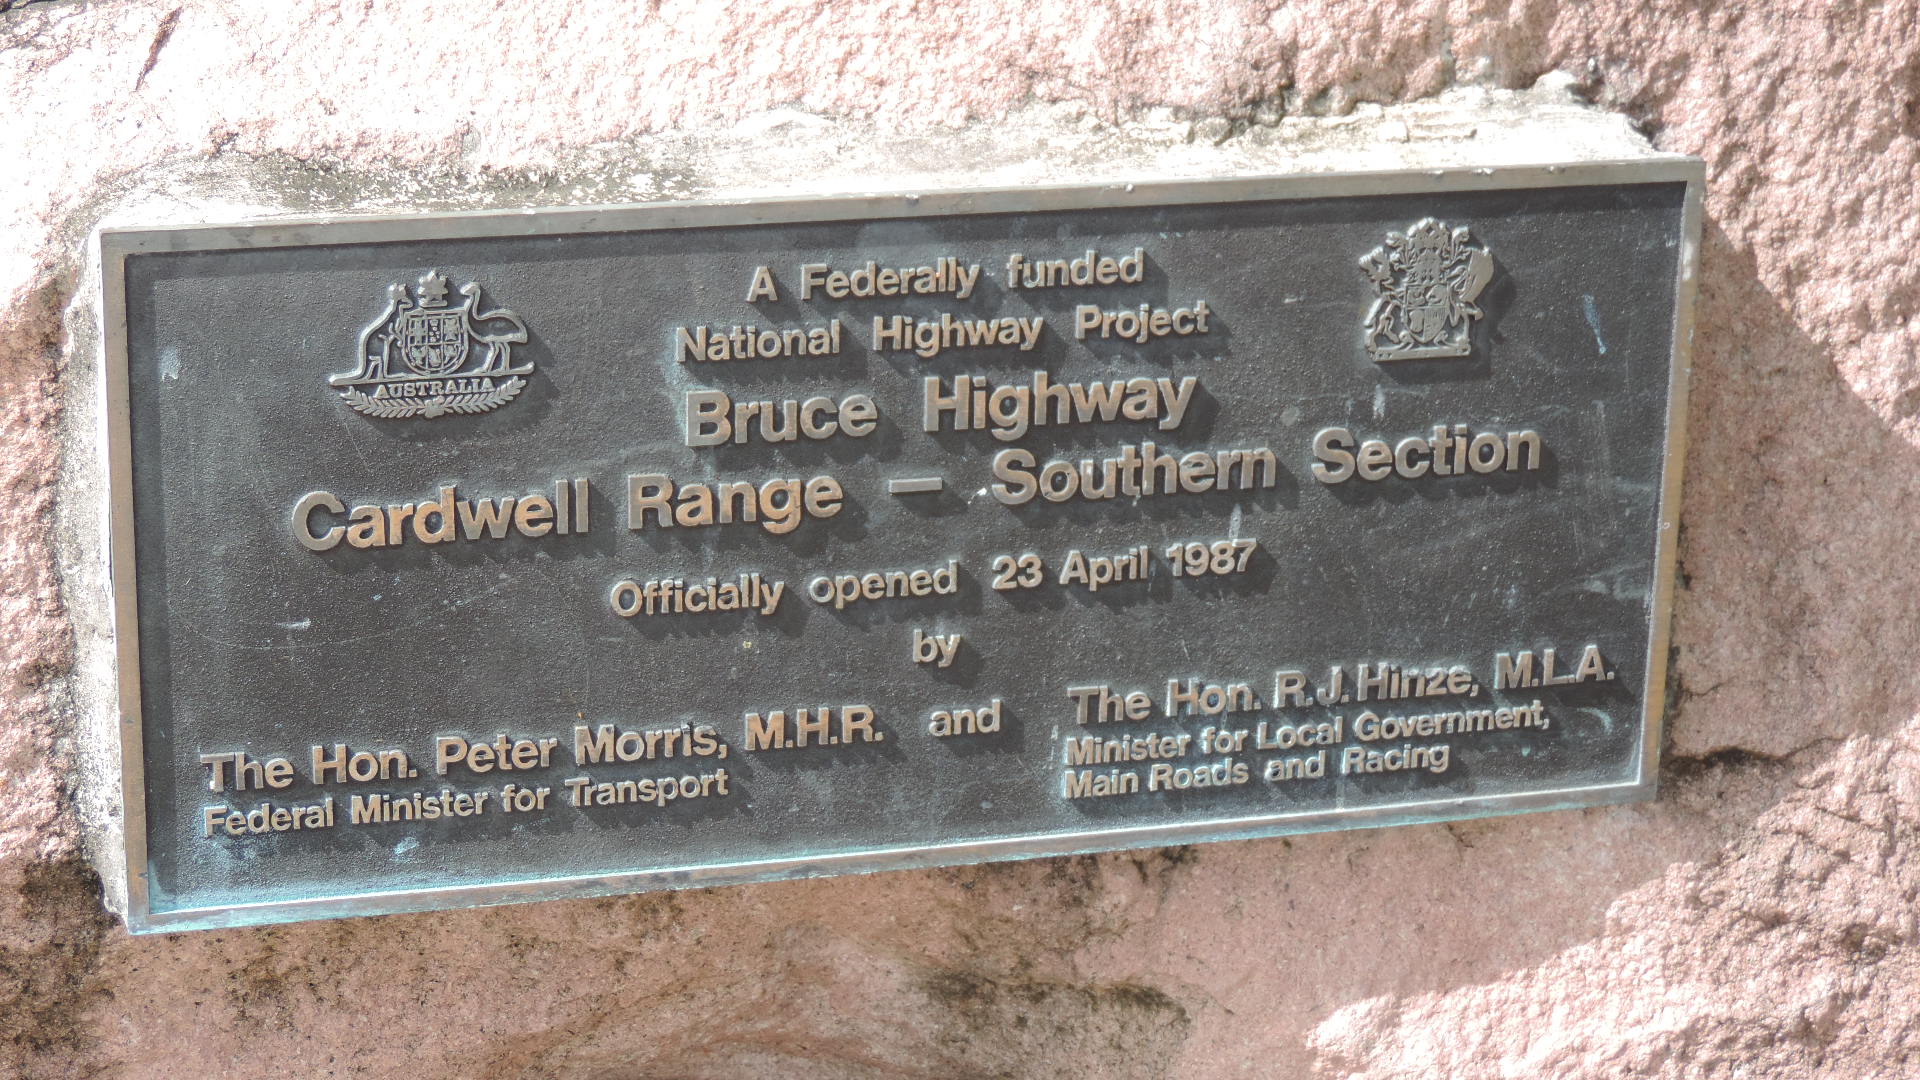 A Federally funded
National Highway Project
Bruce Highway
Cardwell Range — Southern Section
Officially opened 23 April 1987
by
The Hon. Peter Morris, M.H.R. and
Federal Minister for Transport
The Hon. R.J. Hinze, M.L.A.
Minister for Local Government,
Main Roads and Racing
AUSTRALIA